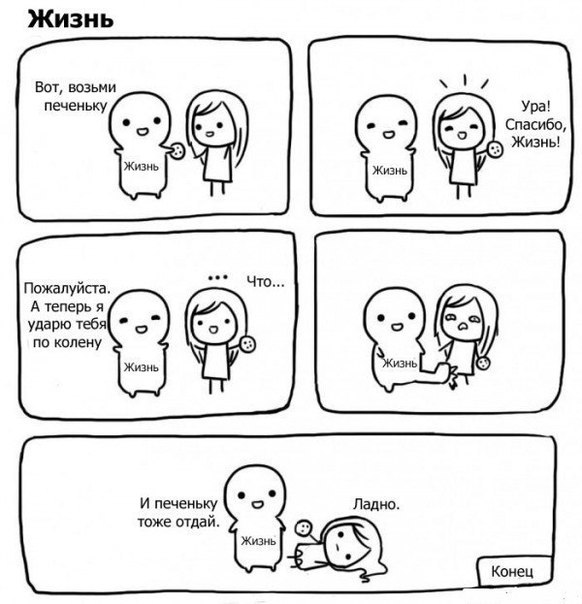 Жизнь
Вот, возьми
печеньку
Жизнь
Ура!
Спасибо,
Жизнь!
Жизнь
Пожалуйста.
А теперь я
ударю тебя
по колену
Что...
Жизнь
Жизнь
И печеньку
тоже отдай.
Ладно.
Жизнь
Конец